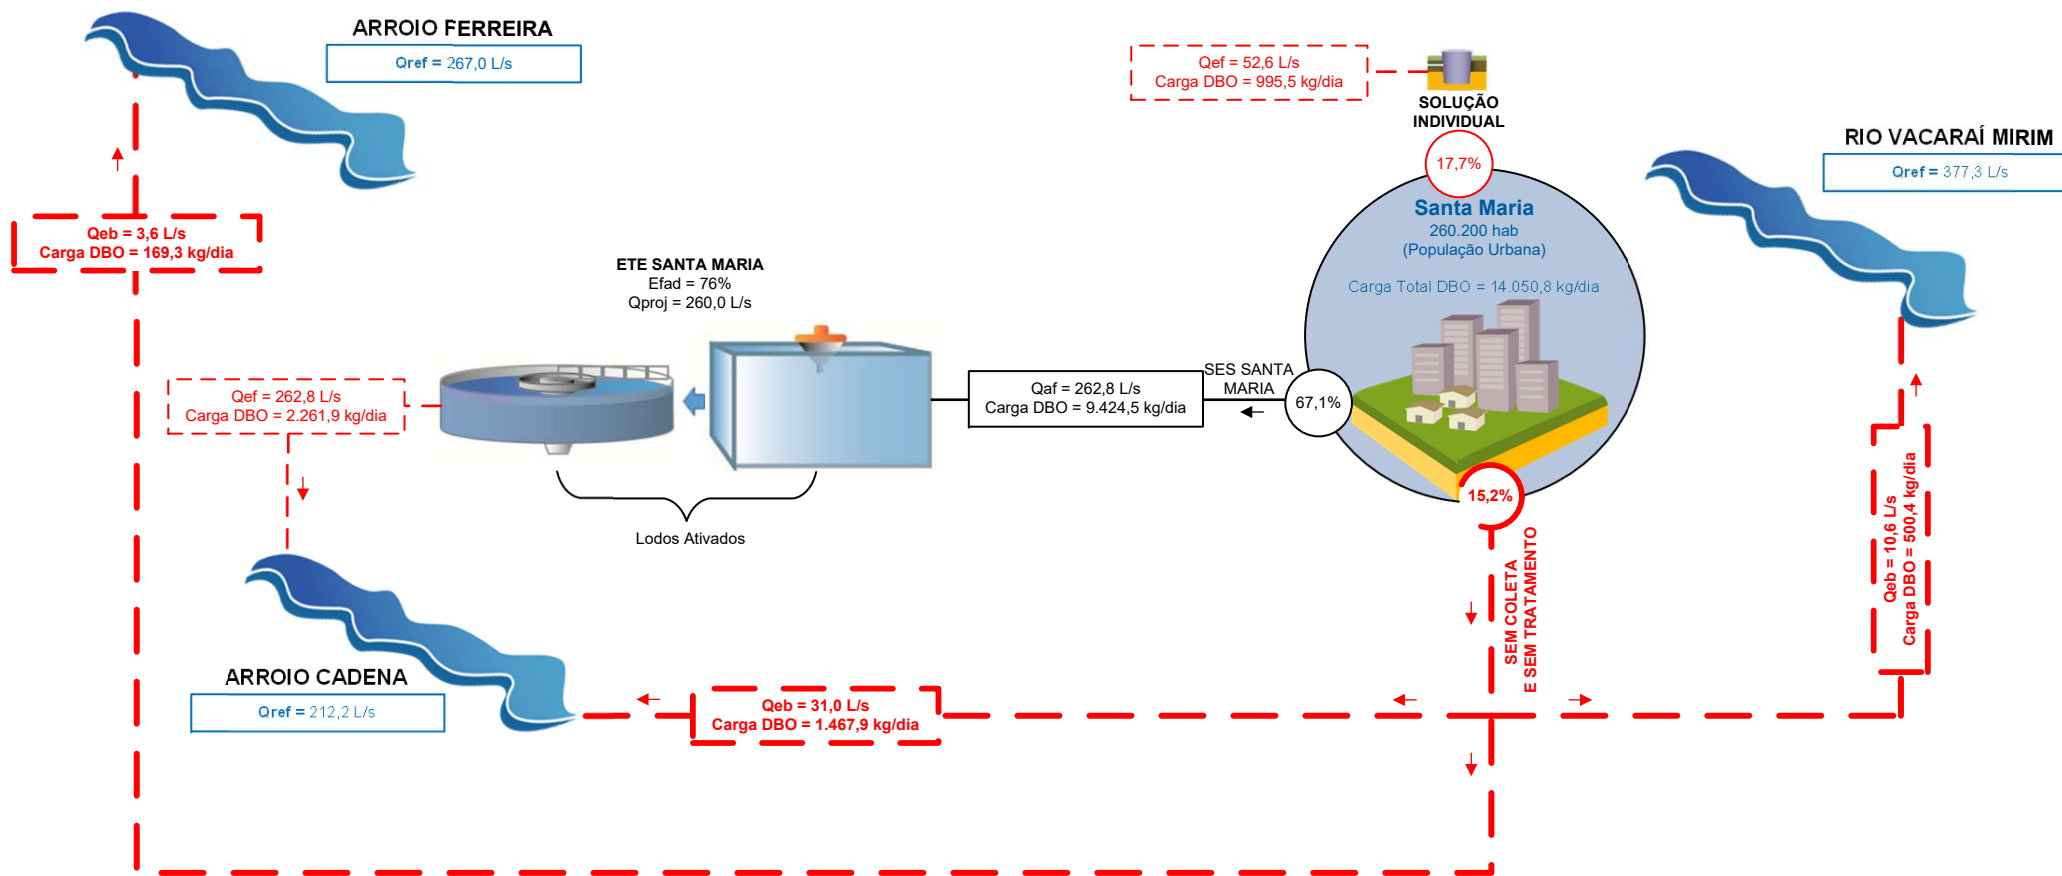 ARROIO FERREIRA
Qref = 267,0 L/s
Qef = 52,6 L/s
Carga DBO = 995,5 kg/dia
SOLUÇÃO
INDIVIDUAL
17,7%
RIO VACARAÍ MIRIM
Qref = 377,3 L/s
Santa Maria
260.200 hab
(População Urbana)
Carga Total DBO = 14.050,8 kg/dia
Qeb = 3,6 L/s
Carga DBO = 169,3 kg/dia
ETE SANTA MARIA
Efad = 76%
Qproj = 260,0 L/s
Qef = 262,8 L/s
Carga DBO = 2.261,9 kg/dia
Qaf = 262,8 L/s
Carga DBO = 9.424,5 kg/dia
SES SANTA
MARIA
67,1%
15,2%
Lodos Ativados
SEM COLETA
E SEM TRATAMENTO
Qeb = 10,6 L/s
Carga DBO = 500,4 kg/dia
ARROIO CADENA
Qref = 212,2 L/s
Qeb = 31,0 L/s
Carga DBO = 1.467,9 kg/dia